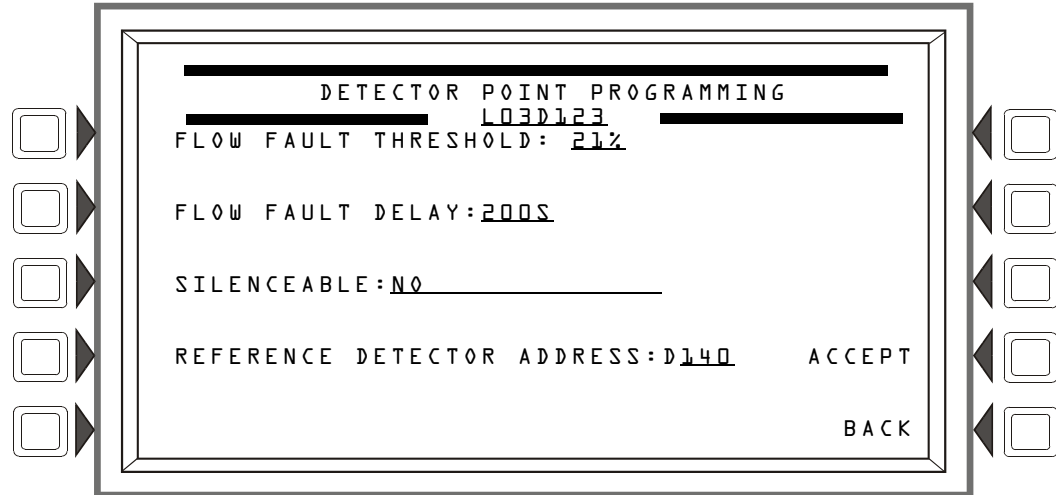 DETECTOR POINT PROGRAMMING
L03D123
FLOW FAULT THRESHOLD: 21%
FLOW FAULT DELAY:200S
SILENCEABLE:NO
REFERENCE DETECTOR ADDRESS:D140 ACCEPT
BACK